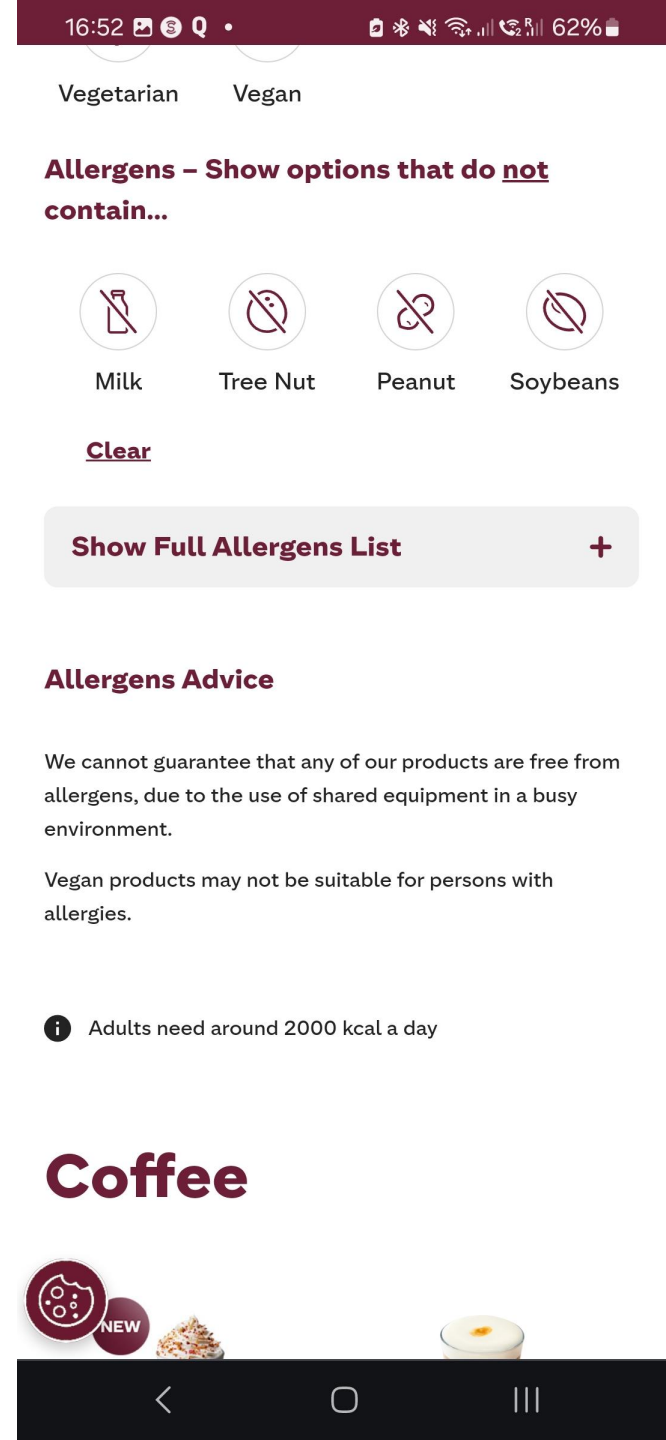 16:52 S Q • R 62%
Vegetarian Vegan
Allergens – Show options that do not
contain...
Milk Tree Nut Peanut Soybeans
Clear
Show Full Allergens List +
Allergens Advice
We cannot guarantee that any of our products are free from
allergens, due to the use of shared equipment in a busy
environment.
Vegan products may not be suitable for persons with
allergies.
i Adults need around 2000 kcal a day
Coffee
NEW